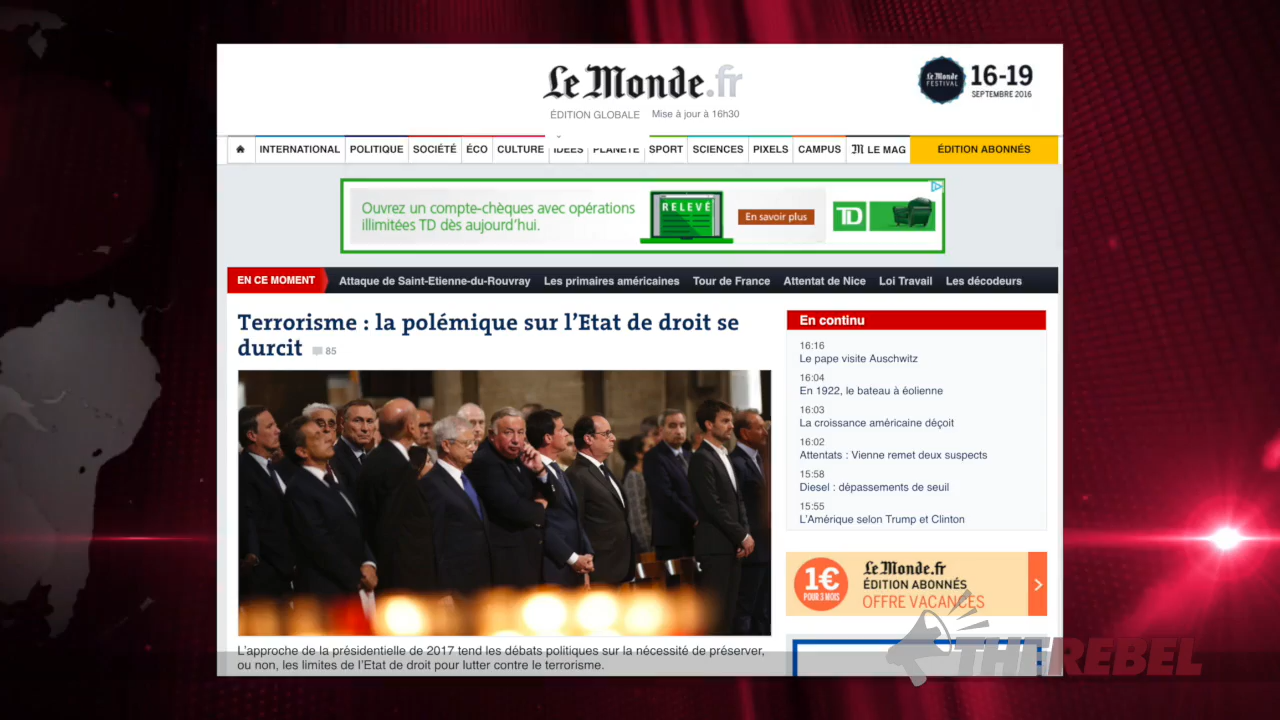 Le Monde.fr
ÉDITION GLOBALE Mise à jour à 16h30
Le Monde
FESTIVAL
16-19
SEPTEMBRE 2016
INTERNATIONAL POLITIQUE SOCIÉTÉ ÉCO CULTURE IDÉES PLANÈTE SPORT SCIENCES PIXELS CAMPUS M LE MAG ÉDITION ABONNÉS
Ouvrez un compte-chèques avec opérations
illimitées TD dès aujourd'hui.
RELEVÉ
En savoir plus
TD
EN CE MOMENT Attaque de Saint-Etienne-du-Rouvray Les primaires américaines Tour de France Attentat de Nice Loi Travail Les décodeurs
Terrorisme : la polémique sur l'Etat de droit se
durcit 85
L'approche de la présidentielle de 2017 tend les débats politiques sur la nécessité de préserver,
ou non, les limites de l'Etat de droit pour lutter contre le terrorisme.
En continu
16:16
Le pape visite Auschwitz
16:04
En 1922, le bateau à éolienne
16:03
La croissance américaine déçoit
16:02
Attentats : Vienne remet deux suspects
15:58
Diesel : dépassements de seuil
15:55
L'Amérique selon Trump et Clinton
1€
POUR 3 MOIS
Le Monde.fr
ÉDITION ABONNÉS
OFFRE VACANCES
THEREBEL